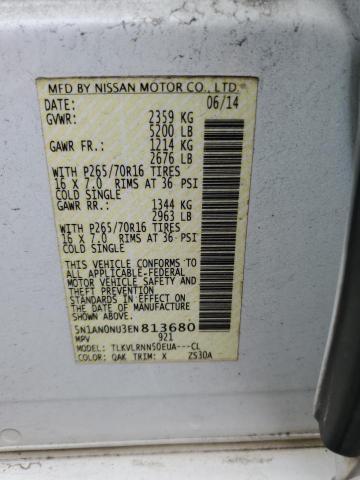 MFD BY NISSAN MOTOR CO., LTD.
DATE: 06/14
GVWR: 2359 KG
5200 LB
GAWR FR.: 1214 KG
2676 LB
WITH P265/70R16 TIRES
16 X 7.0 RIMS AT 36 PSI
COLD SINGLE
GAWR RR.: 1344 KG
2963 LB
WITH P265/70R16 TIRES
16 X 7.0 RIMS AT 36 PSI
COLD SINGLE
THIS VEHICLE CONFORMS TO ALL
APPLICABLE-FEDERAL
MOTOR VEHICLE SAFETY AND
THEFT PREVENTION
STANDARDS IN EFFECT ON THE
DATE OF MANUFACTURE
SHOWN ABOVE.
5N1AN0NU3EN813680
MPV 921
MODEL: TLKVLRNN50EUA---CL
COLOR: QAK TRIM: X ZS30A